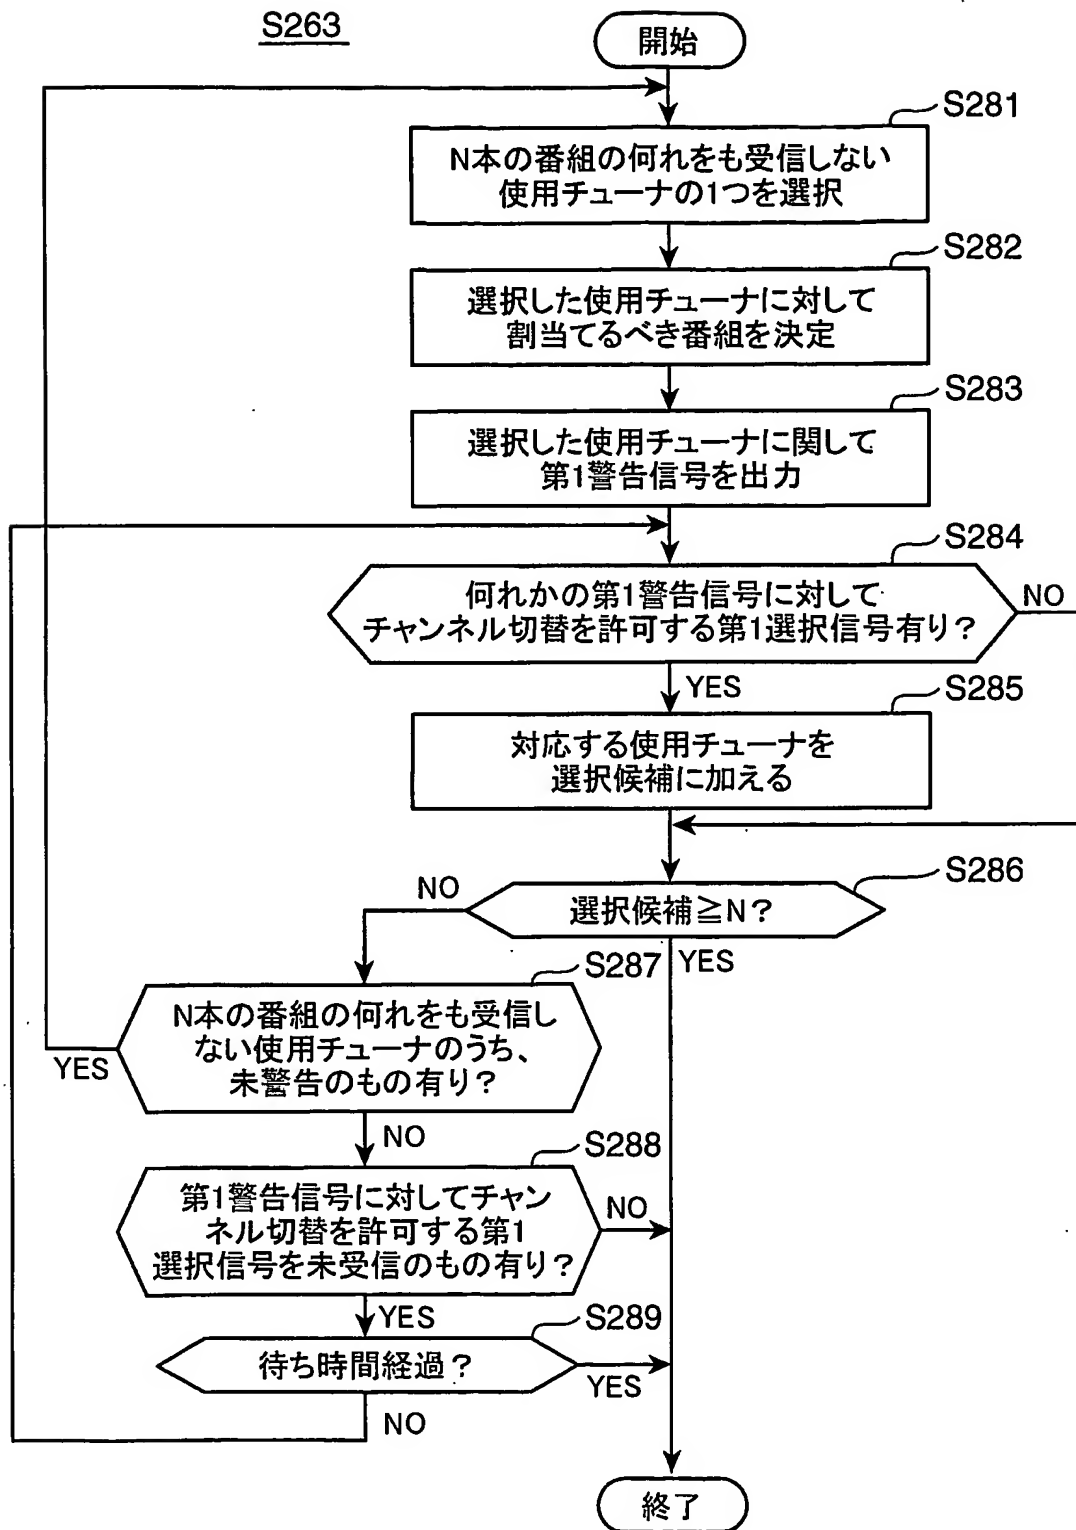 S263
開始
S281
N本の番組の何れをも受信しない
使用チューナの1つを選択
S282
選択した使用チューナに対して
割当てるべき番組を決定
S283
選択した使用チューナに関して
第1警告信号を出力
S284
何れかの第1警告信号に対して
チャンネル切替を許可する第1選択信号有り?
NO
YES
S285
対応する使用チューナを
選択候補に加える
S286
NO
選択候補≧N?
YES
S287
N本の番組の何れをも受信し
ない使用チューナのうち、
未警告のもの有り?
YES
NO
S288
第1警告信号に対してチャン
ネル切替を許可する第1
選択信号を未受信のもの有り?
NO
YES
S289
待ち時間経過?
YES
NO
終了